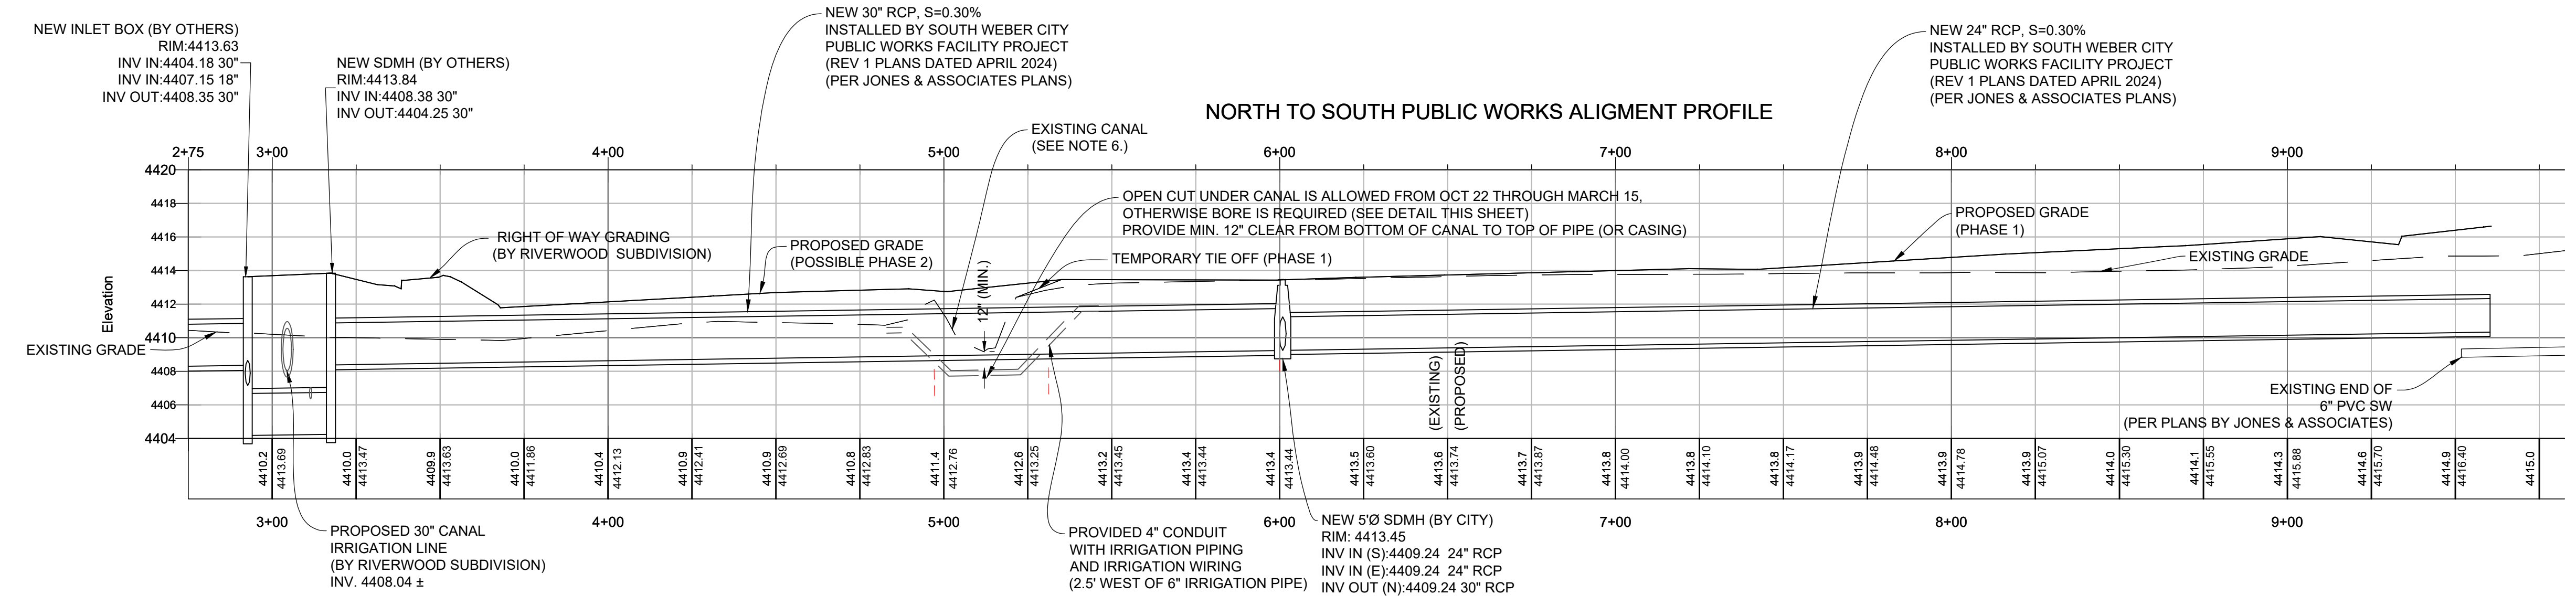 NEW INLET BOX (BY OTHERS)
RIM:4413.63
INV IN:4404.18 30"
INV IN:4407.15 18"
INV OUT:4408.35 30"
NEW SDMH (BY OTHERS)
RIM:4413.84
INV IN:4408.38 30"
INV OUT:4404.25 30"
NEW 30" RCP, S=0.30%
INSTALLED BY SOUTH WEBER CITY
PUBLIC WORKS FACILITY PROJECT
(REV 1 PLANS DATED APRIL 2024)
(PER JONES & ASSOCIATES PLANS)
NEW 24" RCP, S=0.30%
INSTALLED BY SOUTH WEBER CITY
PUBLIC WORKS FACILITY PROJECT
(REV 1 PLANS DATED APRIL 2024)
(PER JONES & ASSOCIATES PLANS)
NORTH TO SOUTH PUBLIC WORKS ALIGMENT PROFILE
EXISTING CANAL
(SEE NOTE 6.)
2+75 3+00 4+00 5+00 6+00 7+00 8+00 9+00
4420
4418
4416
4414
4412
4410
4408
4406
4404
Elevation
RIGHT OF WAY GRADING
(BY RIVERWOOD SUBDIVISION)
PROPOSED GRADE
(POSSIBLE PHASE 2)
OPEN CUT UNDER CANAL IS ALLOWED FROM OCT 22 THROUGH MARCH 15,
OTHERWISE BORE IS REQUIRED (SEE DETAIL THIS SHEET)
PROVIDE MIN. 12" CLEAR FROM BOTTOM OF CANAL TO TOP OF PIPE (OR CASING)
TEMPORARY TIE OFF (PHASE 1)
12" (MIN.)
PROPOSED GRADE
(PHASE 1)
EXISTING GRADE
EXISTING GRADE
(EXISTING)
(PROPOSED)
EXISTING END OF
6" PVC SW
(PER PLANS BY JONES & ASSOCIATES)
4410.2
4413.69
4410.0
4413.47
4409.9
4413.63
4410.0
4411.86
4410.4
4412.13
4410.9
4412.41
4410.9
4412.69
4410.8
4412.83
4411.4
4412.76
4412.6
4413.25
4413.2
4413.45
4413.4
4413.44
4413.4
4413.44
4413.5
4413.60
4413.6
4413.74
4413.7
4413.87
4413.8
4414.00
4413.8
4414.10
4413.8
4414.17
4413.9
4414.48
4413.9
4414.78
4413.9
4415.07
4414.0
4415.30
4414.1
4415.55
4414.3
4415.88
4414.6
4415.70
4414.9
4416.40
4415.0
3+00 4+00 5+00 6+00 7+00 8+00 9+00
PROPOSED 30" CANAL
IRRIGATION LINE
(BY RIVERWOOD SUBDIVISION)
INV. 4408.04 ±
PROVIDED 4" CONDUIT
WITH IRRIGATION PIPING
AND IRRIGATION WIRING
(2.5' WEST OF 6" IRRIGATION PIPE)
NEW 5'Ø SDMH (BY CITY)
RIM: 4413.45
INV IN (S):4409.24 24" RCP
INV IN (E):4409.24 24" RCP
INV OUT (N):4409.24 30" RCP